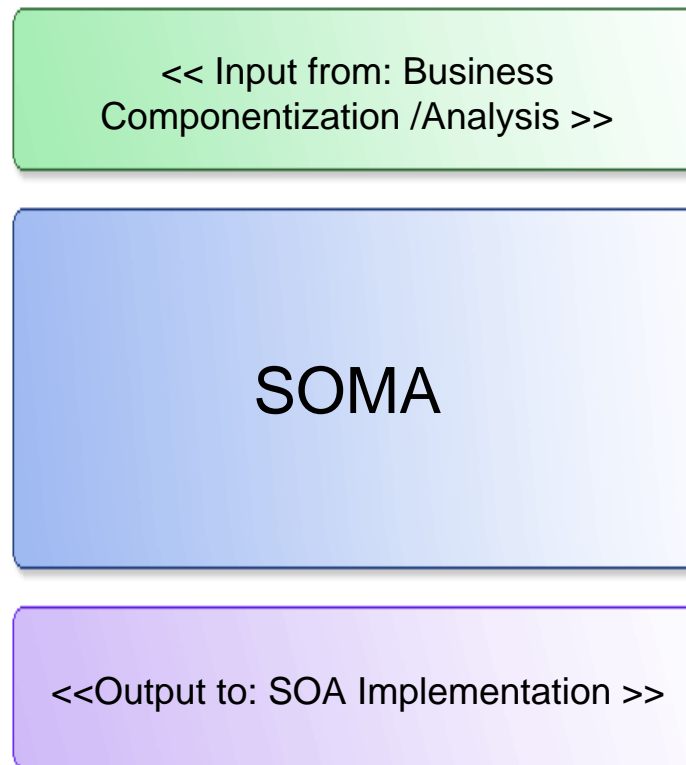 << Input from: Business
Componentization /Analysis >>
SOMA
<<Output to: SOA Implementation >>